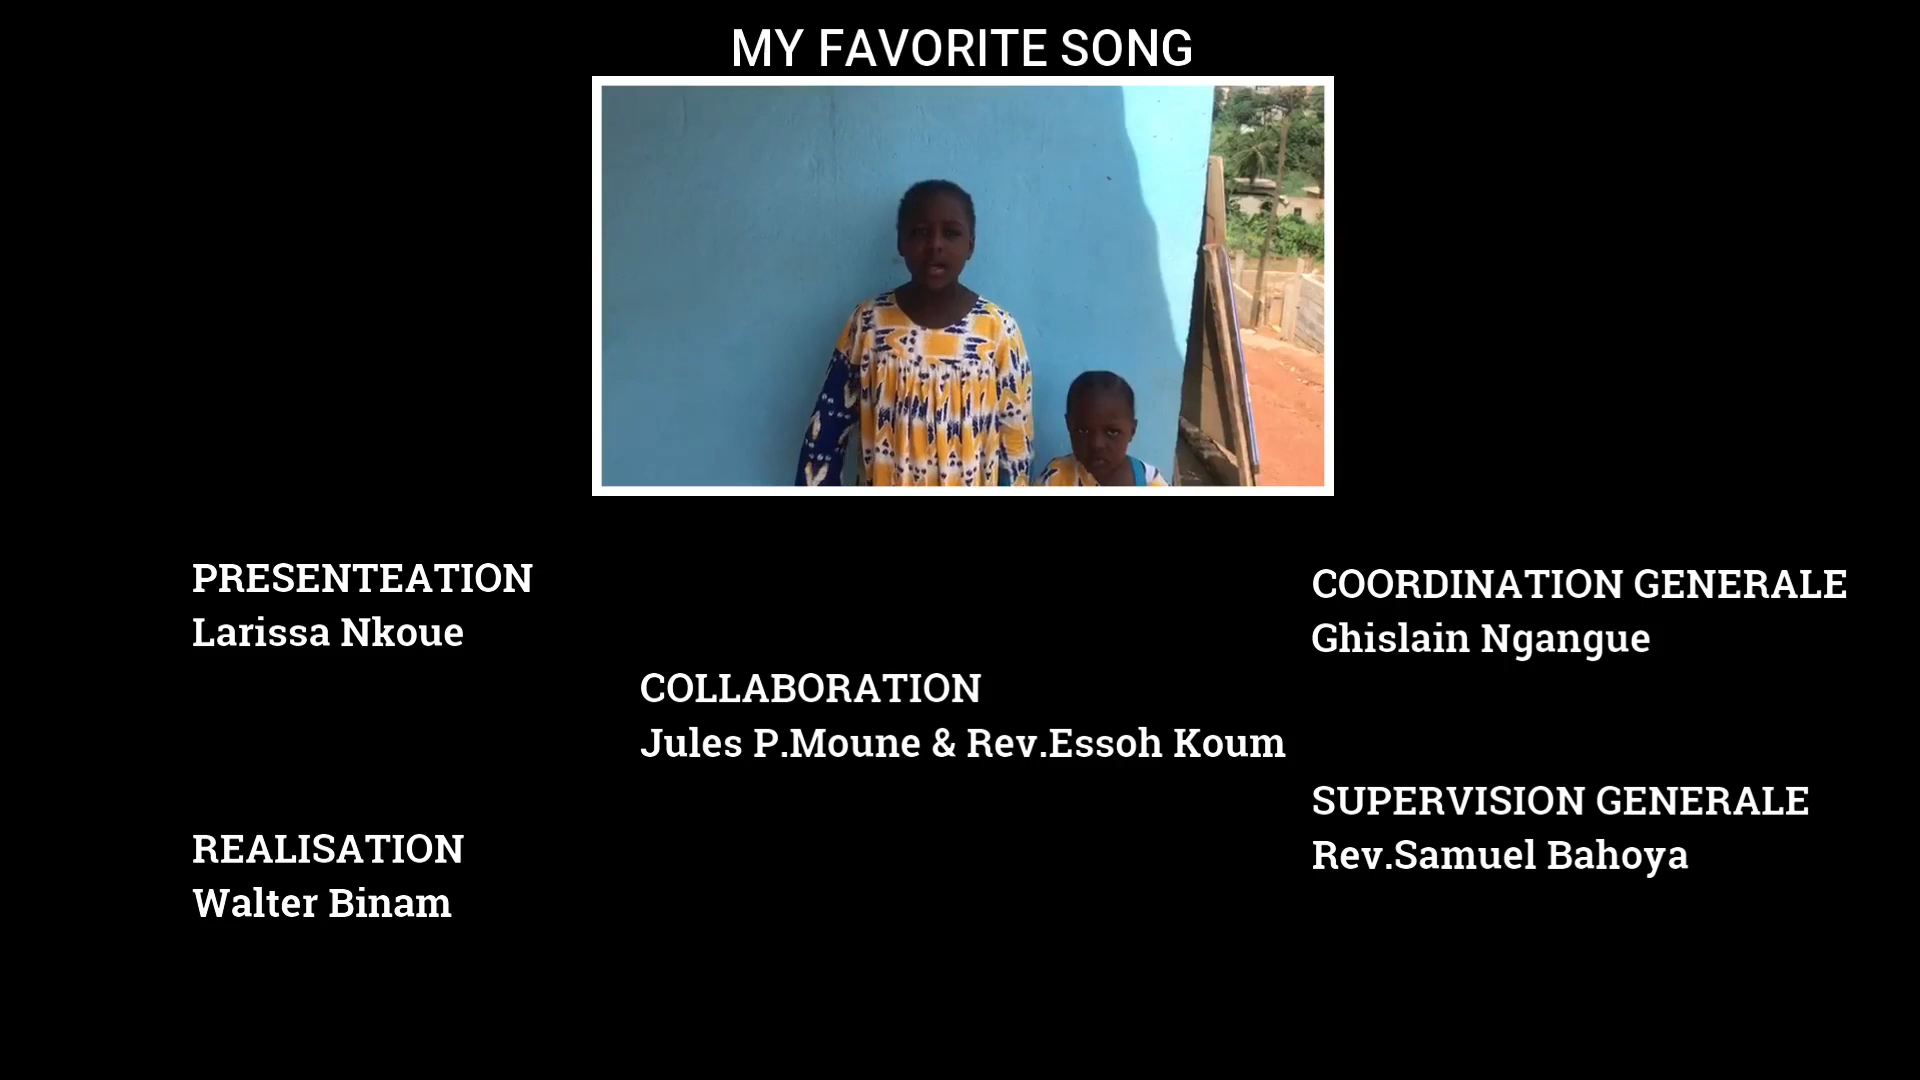 MY FAVORITE SONG
PRESENTEATION
Larissa Nkoue
COORDINATION GENERALE
Ghislain Ngangue
COLLABORATION
Jules P.Moune & Rev.Essoh Koum
SUPERVISION GENERALE
Rev.Samuel Bahoya
REALISATION
Walter Binam